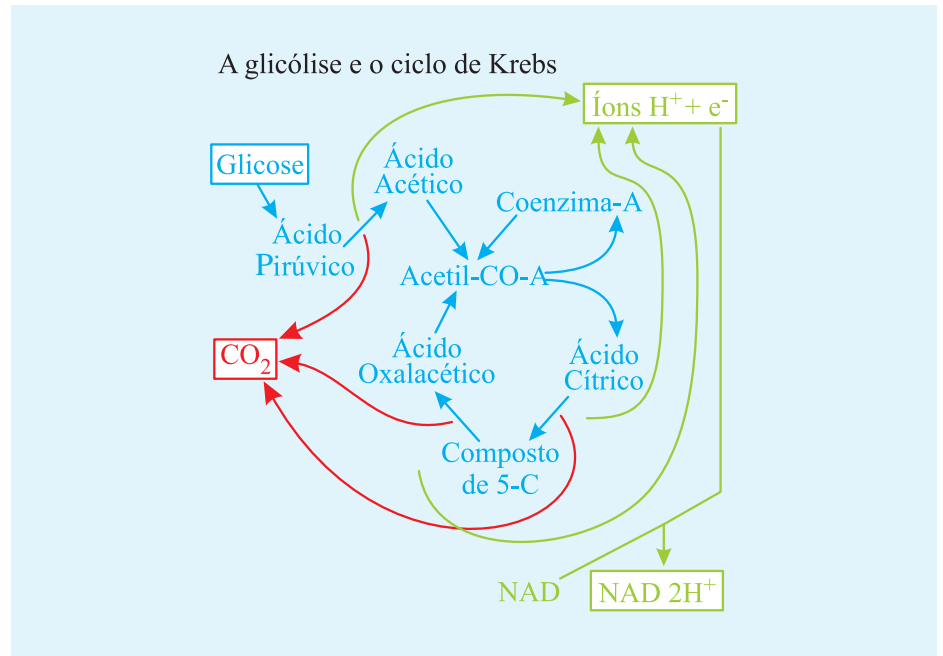 A glicólise e o ciclo de Krebs
Íons H⁺ + e⁻
Glicose
Ácido
Acético
Coenzima-A
Ácido
Pirúvico
Acetil-CO-A
CO₂
Ácido
Oxalacético
Ácido
Cítrico
Composto
de 5-C
NAD
NAD 2H⁺